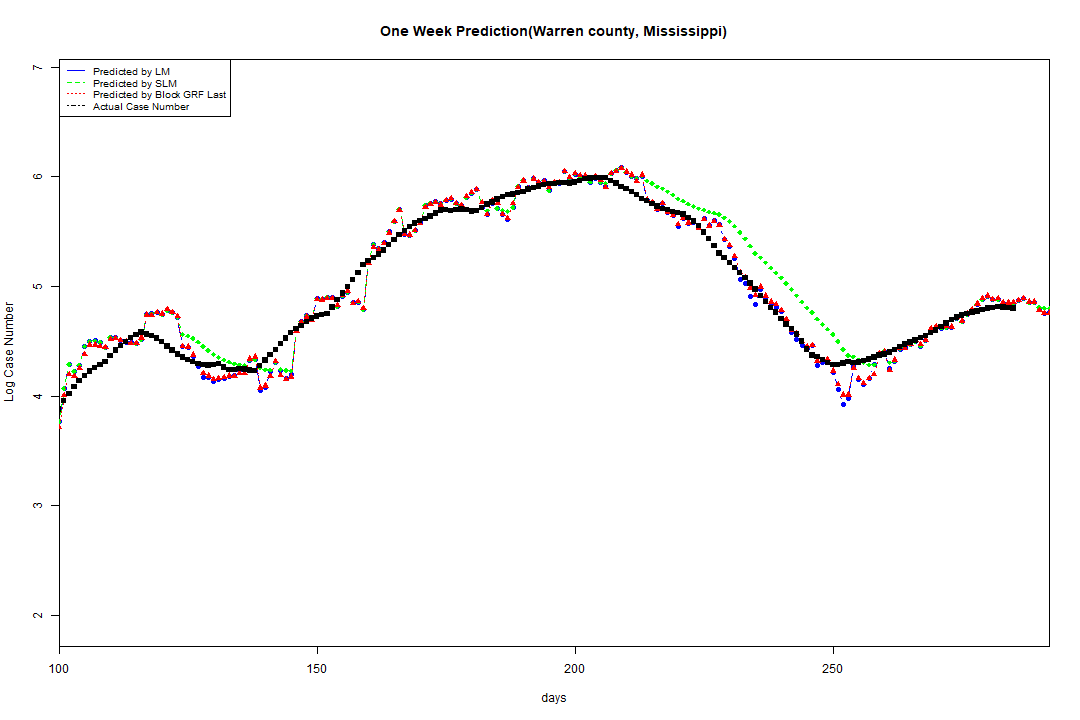 One Week Prediction(Warren county, Mississippi)
Predicted by LM
Predicted by SLM
Predicted by Block GRF Last
Actual Case Number
7
6
5
4
3
2
Log Case Number
100 150 200 250
days